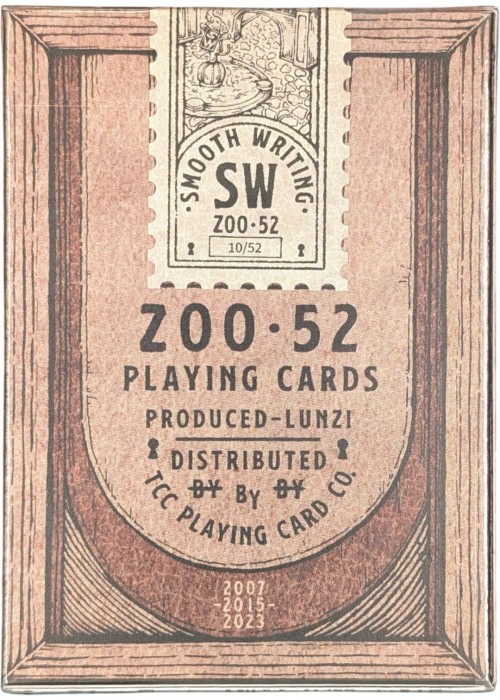 ·SMOOTH WRITING·
SW
ZOO·52
10/52
ZOO·52
PLAYING CARDS
PRODUCED-LUNZI
DISTRIBUTED
BY By BY
TCC PLAYING CARD CO.
2007
-2015-
2023